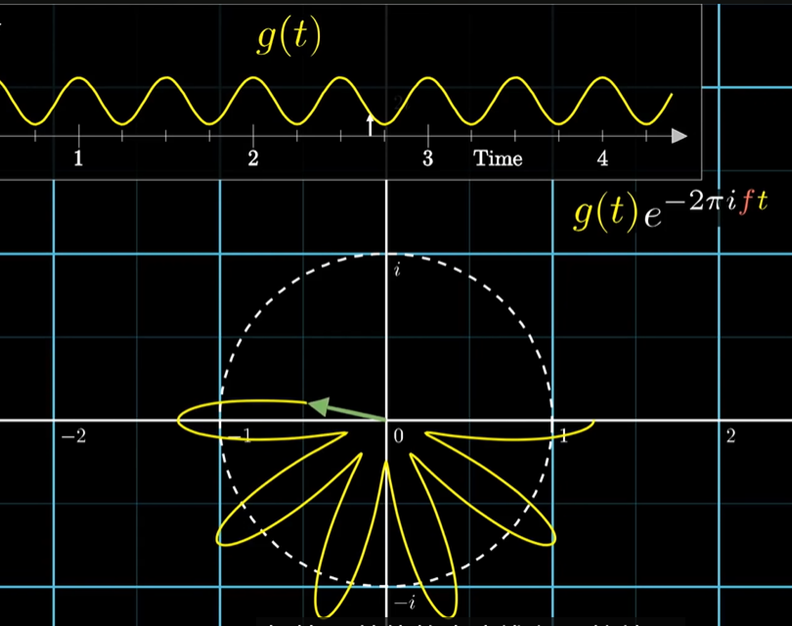 g(t)
1 2 3 Time 4
g(t)e^{-2πift}
i
−2 −1 0 1 2
−i